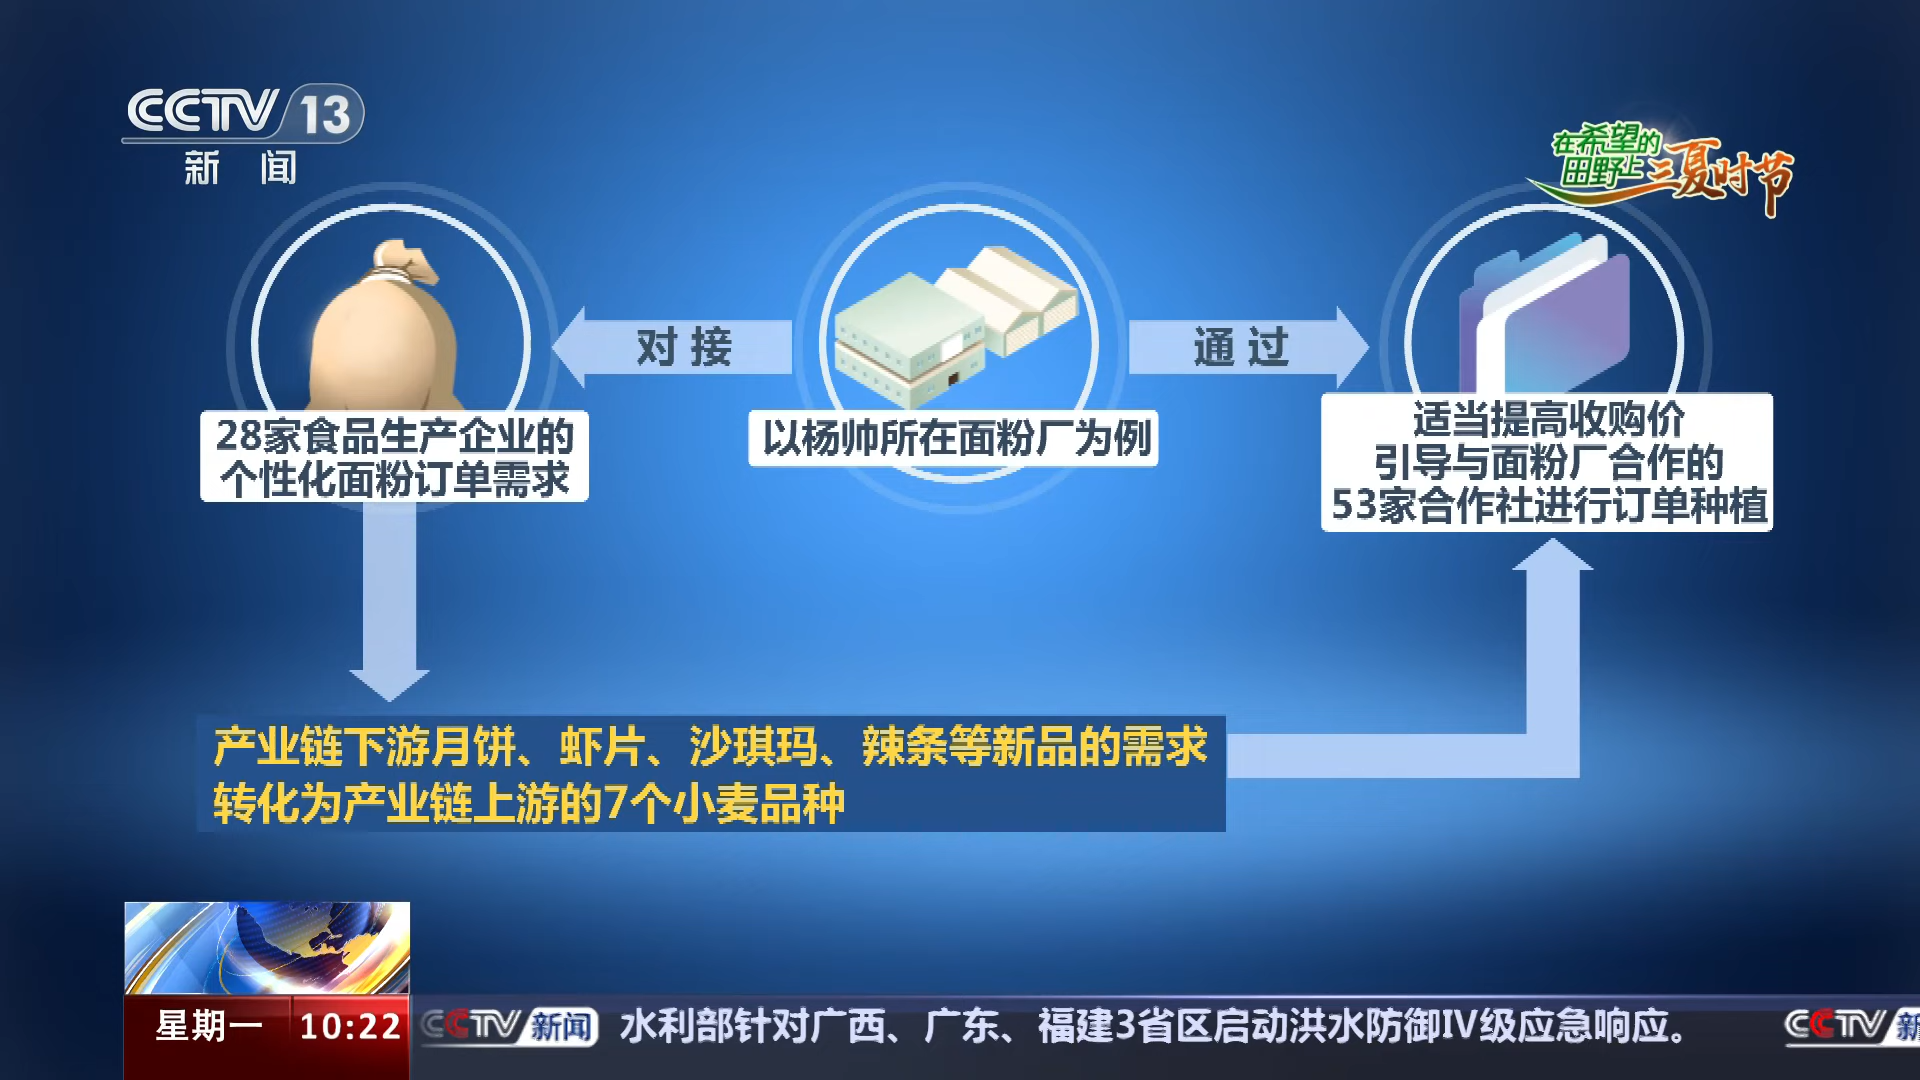 CCTV 13
新 闻
在希望的
田野上 三夏时节
对 接
通 过
28家食品生产企业的
个性化面粉订单需求
以杨帅所在面粉厂为例
适当提高收购价
引导与面粉厂合作的
53家合作社进行订单种植
产业链下游月饼、虾片、沙琪玛、辣条等新品的需求
转化为产业链上游的7个小麦品种
星期一 10:22 CCTV 新闻 水利部针对广西、广东、福建3省区启动洪水防御IV级应急响应。 CCTV 新